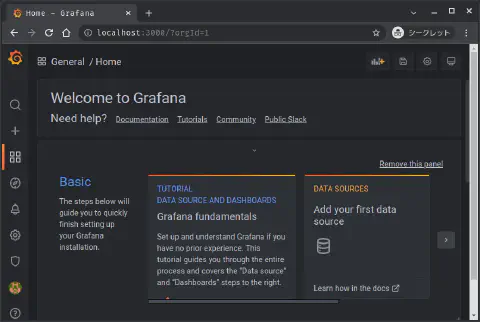 Home - Grafana
localhost:3000/?orgId=1
シークレット
General / Home
Welcome to Grafana
Need help? Documentation Tutorials Community Public Slack
Remove this panel
Basic
The steps below will
guide you to quickly
finish setting up
your Grafana
installation.
TUTORIAL
DATA SOURCE AND DASHBOARDS
Grafana fundamentals
Set up and understand Grafana if you
have no prior experience. This
tutorial guides you through the entire
process and covers the "Data source"
and "Dashboards" steps to the right.
DATA SOURCES
Add your first data
source
Learn how in the docs